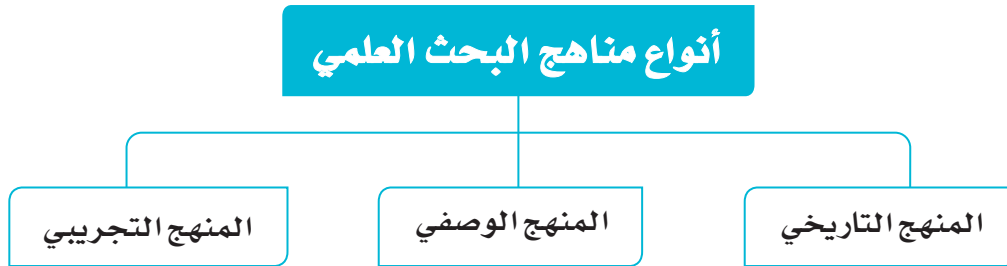 أنواع مناهج البحث العلمي
المنهج التاريخي
المنهج الوصفي
المنهج التجريبي